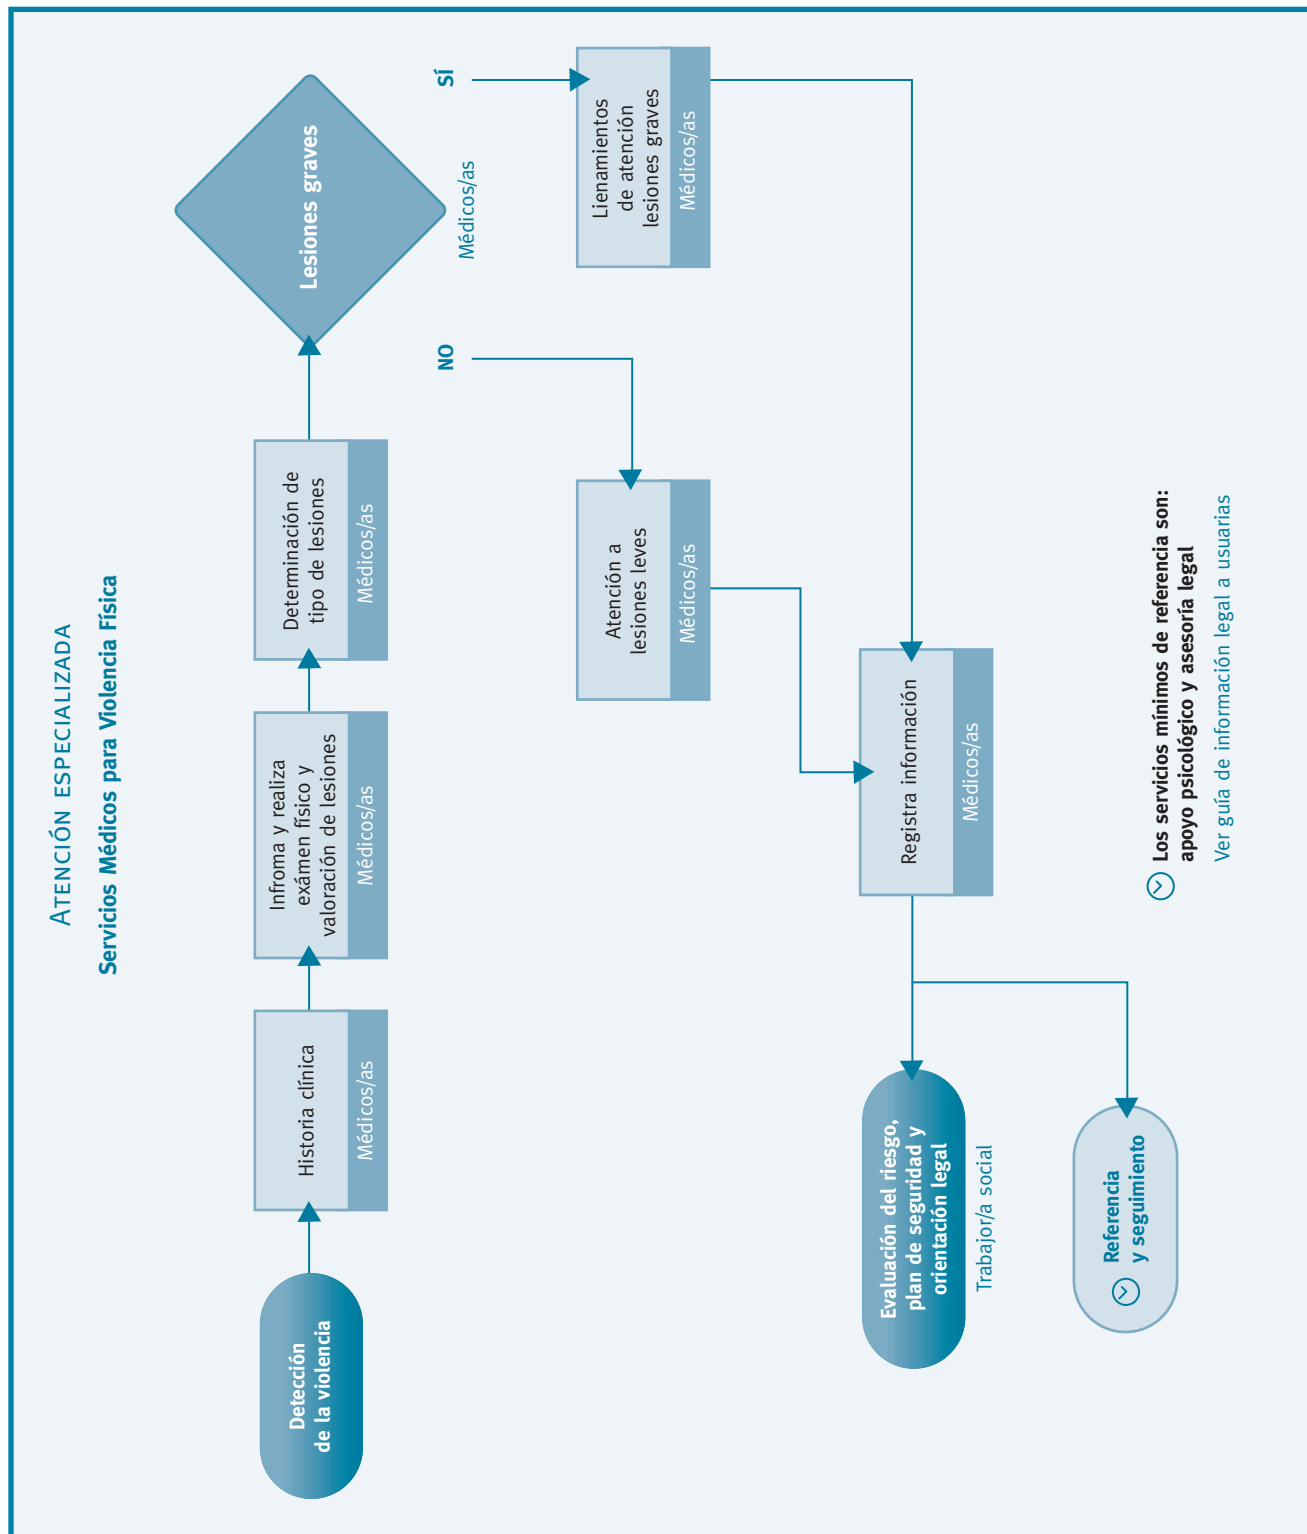 ATENCIÓN ESPECIALIZADA
Servicios Médicos para Violencia Física
Detección
de la violencia
Historia clínica
Médicos/as
Infroma y realiza
exámen físico y
valoración de lesiones
Médicos/as
Determinación de
tipo de lesiones
Médicos/as
Lesiones graves
Médicos/as
NO
SÍ
Atención a
lesiones leves
Médicos/as
Lienamientos
de atención
lesiones graves
Médicos/as
Registra información
Médicos/as
Evaluación del riesgo,
plan de seguridad y
orientación legal
Trabajor/a social
Referencia
y seguimiento
Los servicios mínimos de referencia son:
apoyo psicológico y asesoría legal
Ver guía de información legal a usuarias